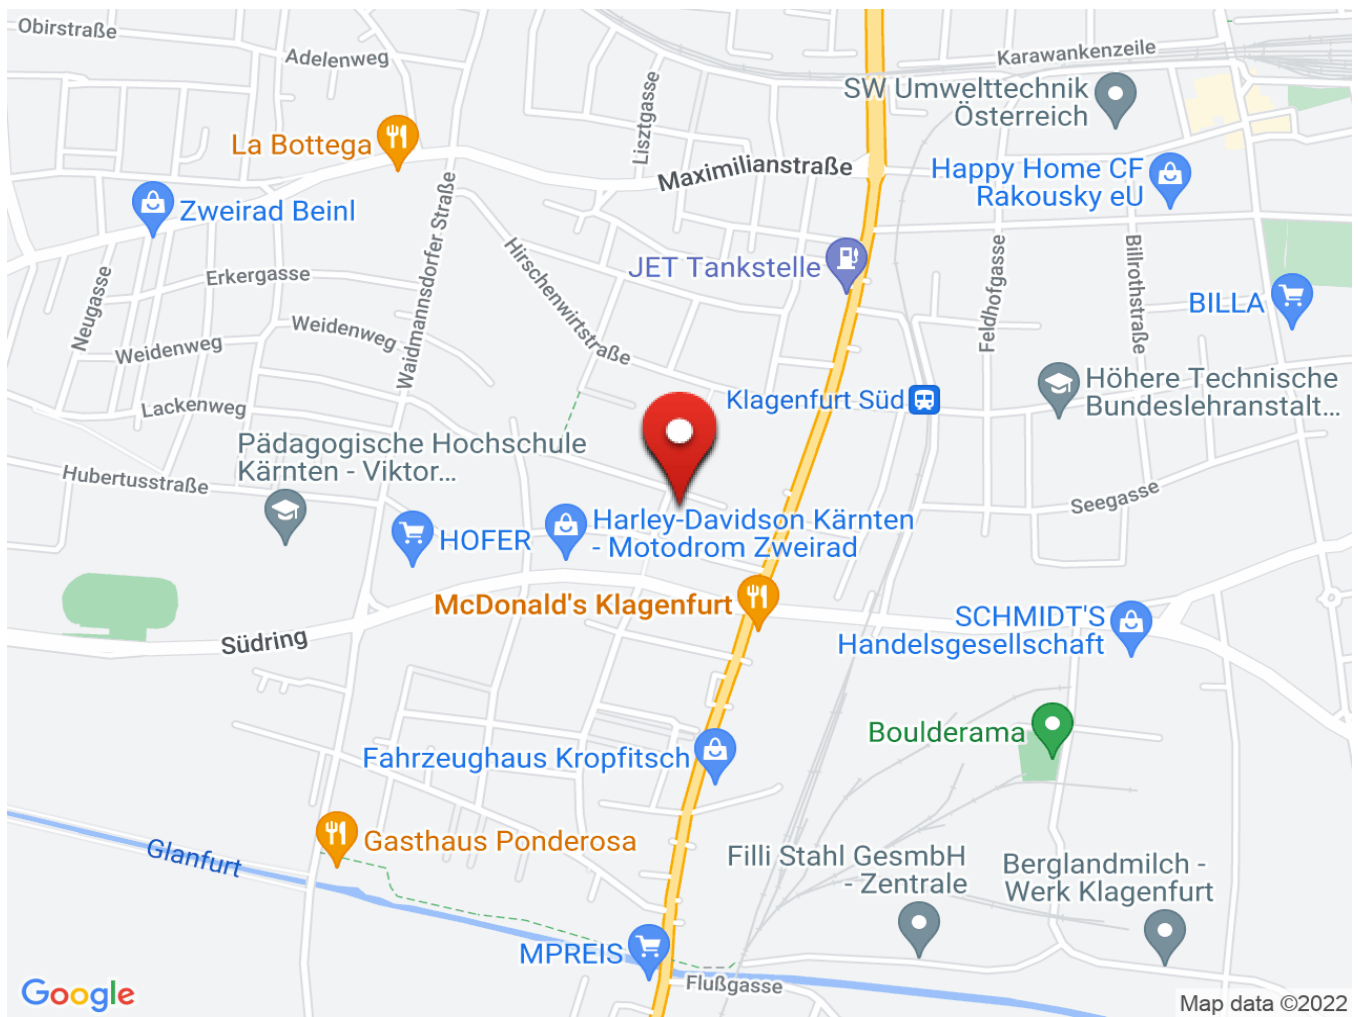 Obirstraße
Adelenweg
Karawankenzeile
SW Umwelttechnik
Österreich
Lisztgasse
La Bottega
Maximilianstraße
Happy Home CF
Rakousky eU
Zweirad Beinl
Waidmannsdorfer Straße
Hirschenwirtstraße
JET Tankstelle
Feldhofgasse
Billrothstraße
Erkergasse
Neugasse
BILLA
Weidenweg
Weidenweg
Klagenfurt Süd
Höhere Technische
Bundeslehranstalt...
Lackenweg
Pädagogische Hochschule
Kärnten - Viktor...
Hubertusstraße
Seegasse
HOFER
Harley-Davidson Kärnten
- Motodrom Zweirad
McDonald's Klagenfurt
SCHMIDT'S
Handelsgesellschaft
Südring
Boulderama
Fahrzeughaus Kropfitsch
Glanfurt
Gasthaus Ponderosa
Filli Stahl GesmbH
- Zentrale
Berglandmilch -
Werk Klagenfurt
MPREIS
Flußgasse
Google
Map data ©2022